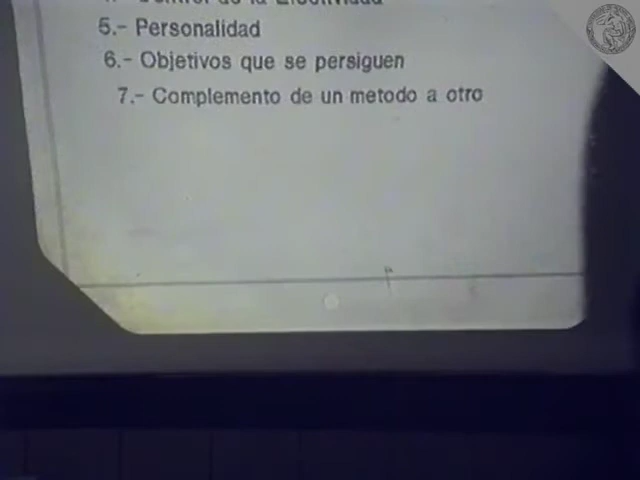 5.- Personalidad
6.- Objetivos que se persiguen
7.- Complemento de un metodo a otro